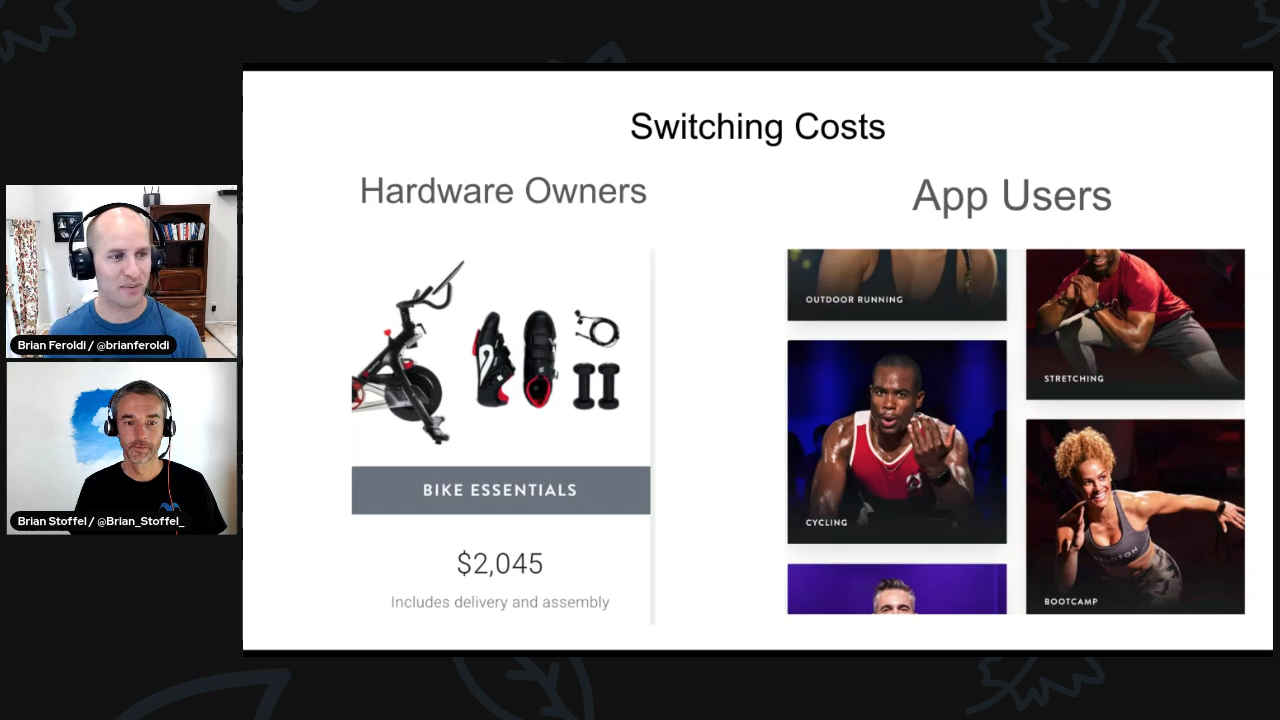 Switching Costs
Hardware Owners
App Users
OUTDOOR RUNNING
STRETCHING
CYCLING
BOOTCAMP
BIKE ESSENTIALS
$2,045
Includes delivery and assembly
Brian Feroldi / @brianferoldi
Brian Stoffel / @Brian_Stoffel_